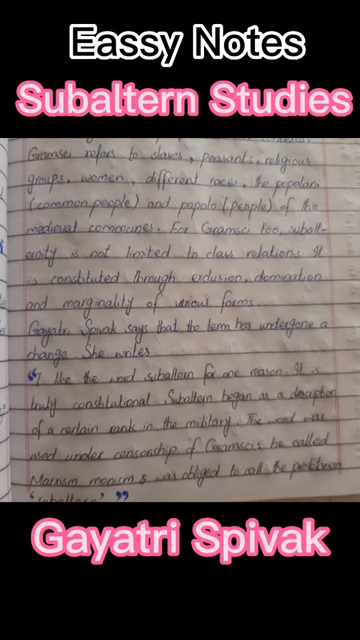 Eassy Notes
Subaltern Studies
Gramsci refers to slaves, peasants, religious
groups, women, different races, the popolani
(common people) and popolo (people) of the
medieval communes. For Gramsci too, subalt-
ernity is not limited to class relations. It
is constituted through exclusion, domination
and marginality of various forms.
Gayatri Spivak says that the term has undergone a
change. She writes
"I like the word subaltern for one reason. It is
truly constitutional. Subaltern began as a description
of a certain rank in the military. The word was
used under censorship of Gramsci: he called
Marxism monism & was obliged to call the
'subaltern' "
Gayatri Spivak